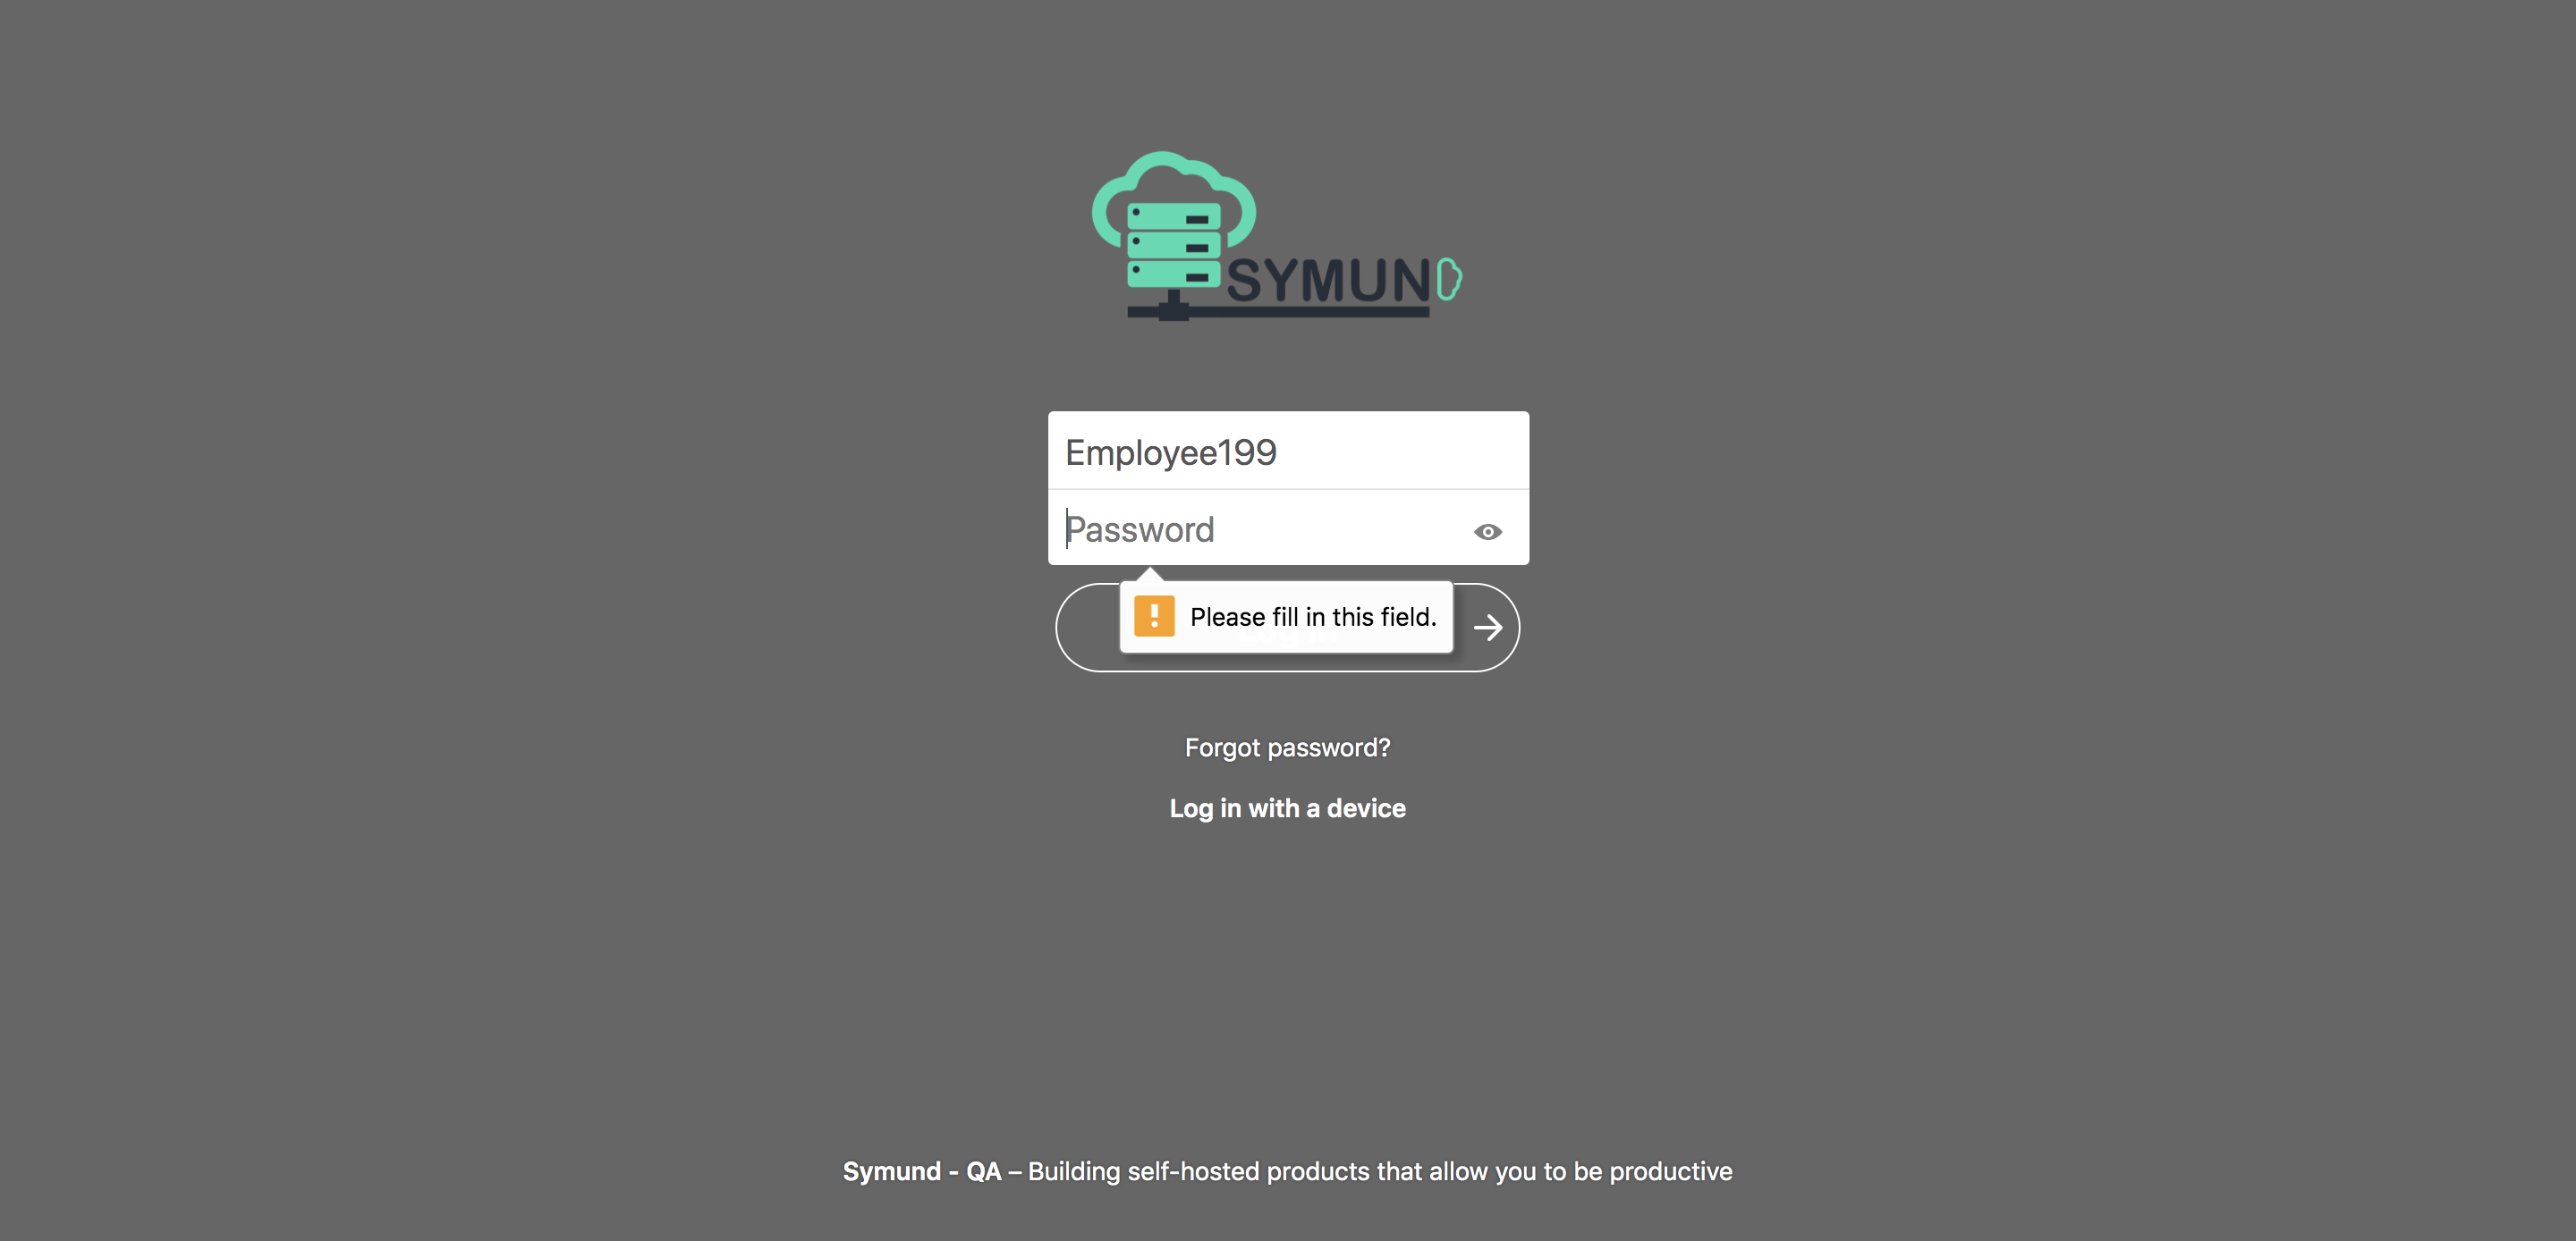 SYMUND
Employee199
Password
Please fill in this field.
Forgot password?
Log in with a device
Symund - QA – Building self-hosted products that allow you to be productive